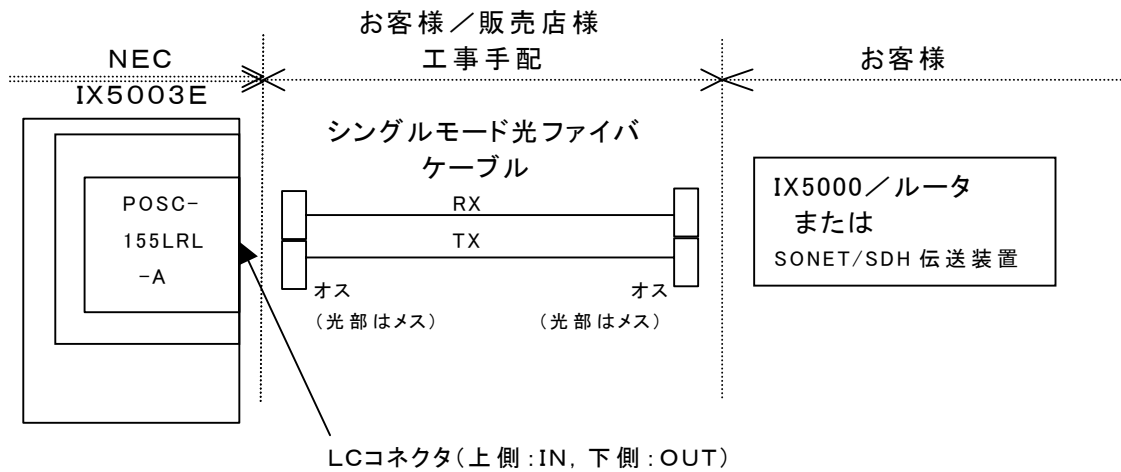 お客様／販売店様
工事手配
NEC
IX5003E
お客様
シングルモード光ファイバ
ケーブル
POSC-
155LRL
-A
RX
TX
オス
(光部はメス)
オス
(光部はメス)
IX5000／ルータ
または
SONET/SDH 伝送装置
LCコネクタ(上側:IN, 下側:OUT)